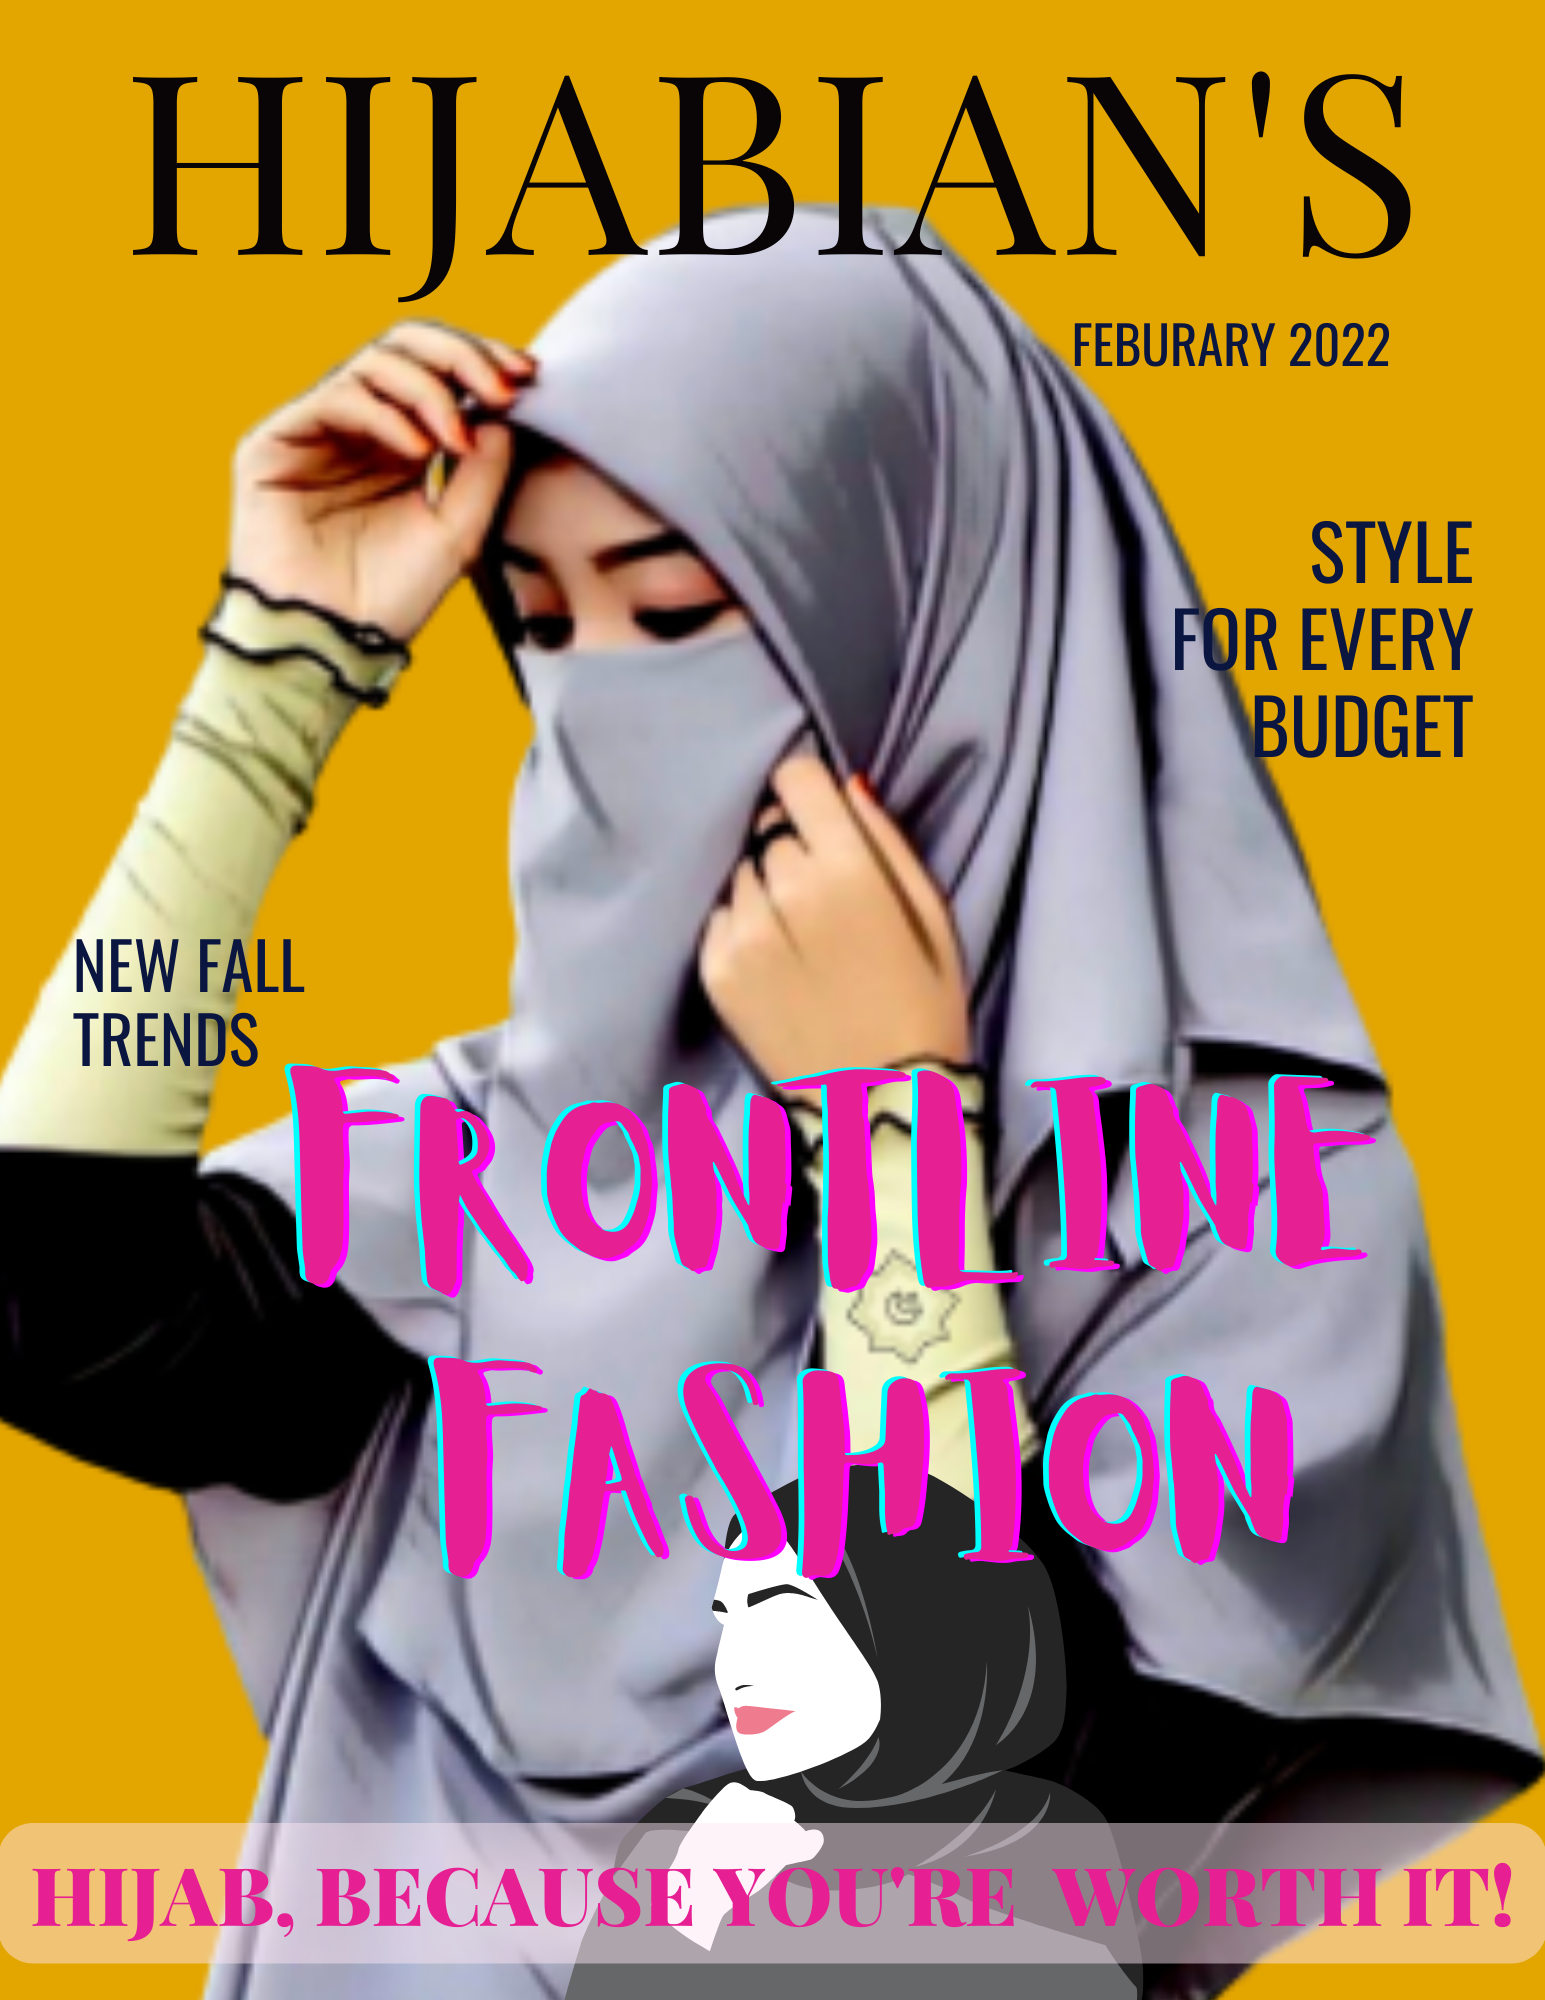 HIJABIAN'S
FEBURARY 2022
STYLE
FOR EVERY
BUDGET
NEW FALL
TRENDS
FRONTLINE
FASHION
HIJAB, BECAUSE YOU'RE WORTH IT!